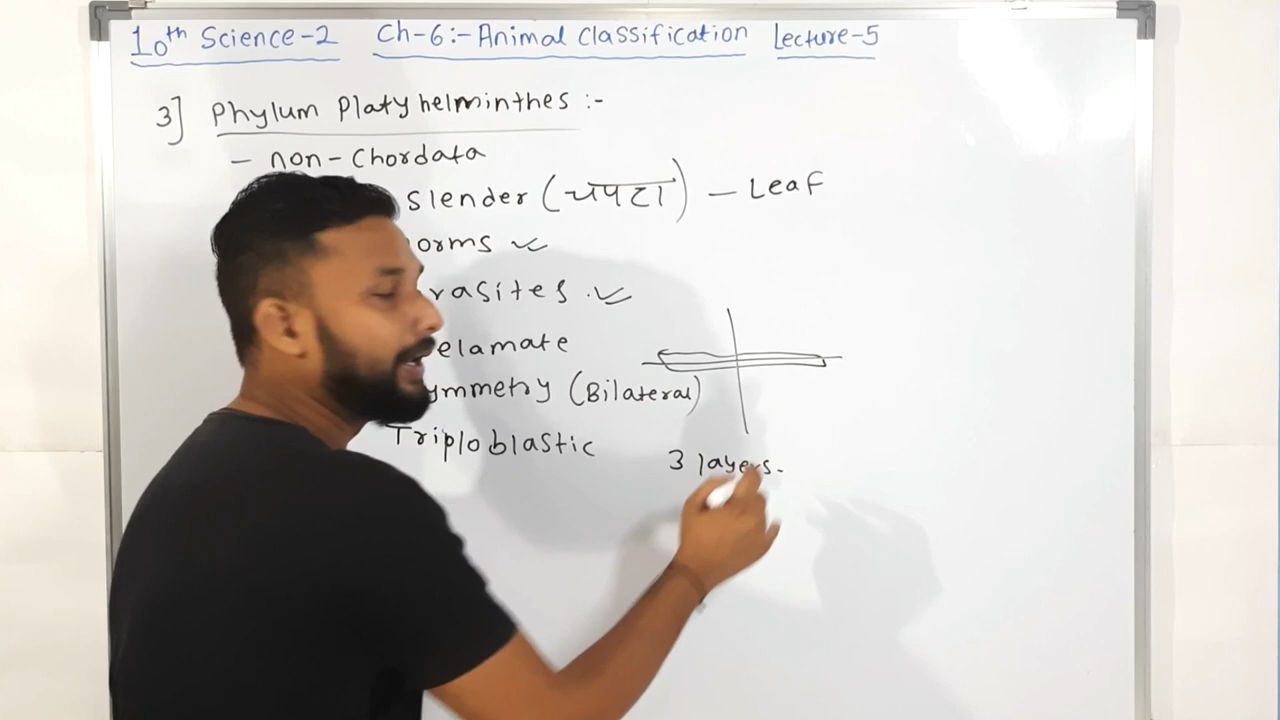 10th Science-2 Ch-6:- Animal Classification Lecture-5
3] Phylum Platyhelminthes :-
- non-Chordata
Slender (चपटा) - Leaf
orms
rasites.
elamate
ymmetry (Bilateral)
Triploblastic
3 layers.